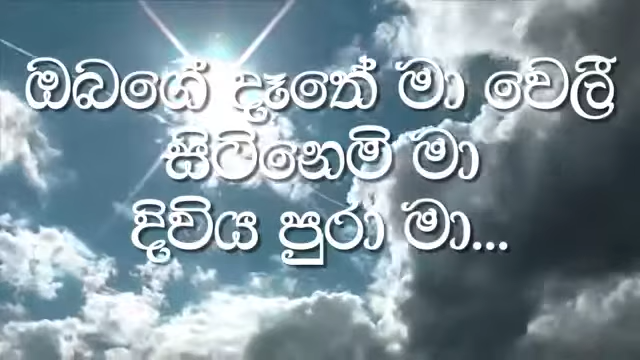 ඔබගේ දෑතේ මා වෙලී
සිටිනෙමි මා
දිවිය පුරා මා...